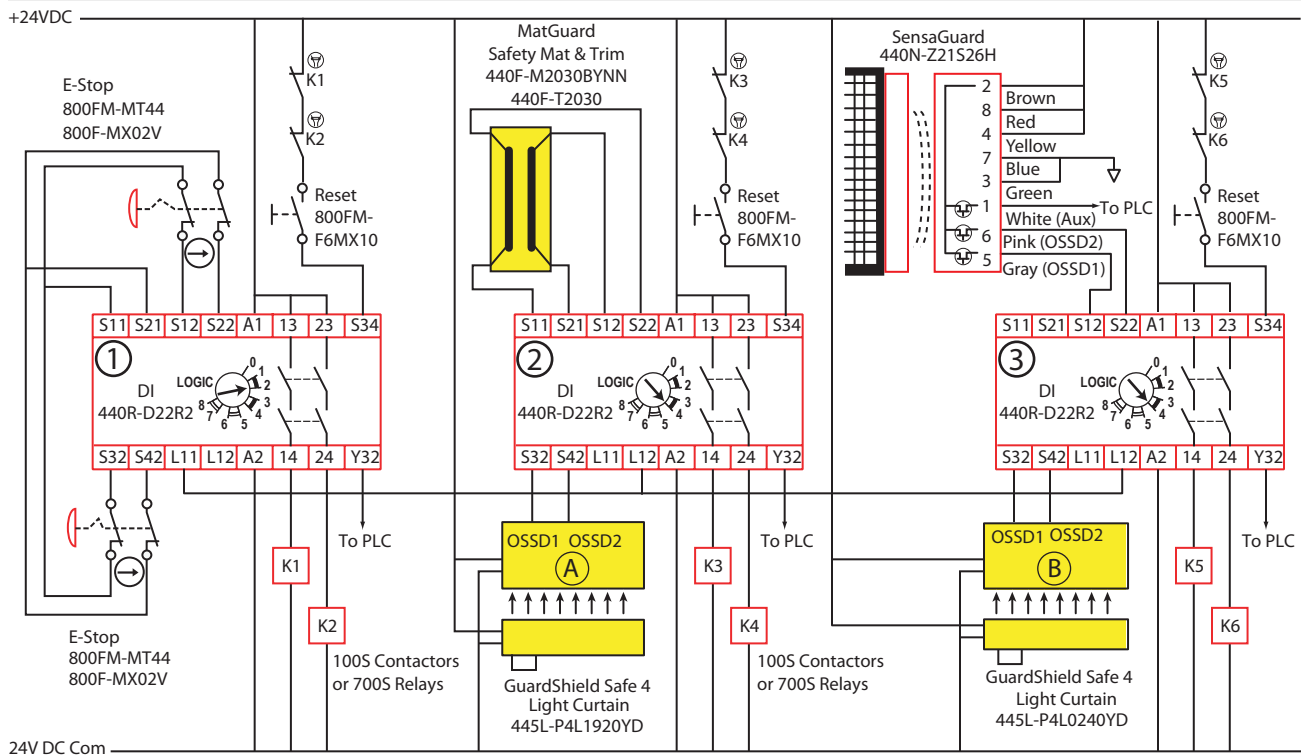 +24VDC
E-Stop
800FM-MT44
800F-MX02V
K1
K2
Reset
800FM-
F6MX10
MatGuard
Safety Mat & Trim
440F-M2030BYNN
440F-T2030
K3
K4
Reset
800FM-
F6MX10
SensaGuard
440N-Z21S26H
2
Brown
8
Red
4
Yellow
7
Blue
3
Green
1
To PLC
White (Aux)
6
Pink (OSSD2)
5
Gray (OSSD1)
K5
K6
Reset
800FM-
F6MX10
S11 S21 S12 S22 A1 13 23 S34
1
LOGIC
0 1 2 3 4 5 6 7 8
DI
440R-D22R2
S32 S42 L11 L12 A2 14 24 Y32
S11 S21 S12 S22 A1 13 23 S34
2
LOGIC
0 1 2 3 4 5 6 7 8
DI
440R-D22R2
S32 S42 L11 L12 A2 14 24 Y32
S11 S21 S12 S22 A1 13 23 S34
3
LOGIC
0 1 2 3 4 5 6 7 8
DI
440R-D22R2
S32 S42 L11 L12 A2 14 24 Y32
To PLC
K1
K2
E-Stop
800FM-MT44
800F-MX02V
100S Contactors
or 700S Relays
OSSD1 OSSD2
A
GuardShield Safe 4
Light Curtain
445L-P4L1920YD
To PLC
K3
K4
100S Contactors
or 700S Relays
OSSD1 OSSD2
B
GuardShield Safe 4
Light Curtain
445L-P4L0240YD
To PLC
K5
K6
24V DC Com